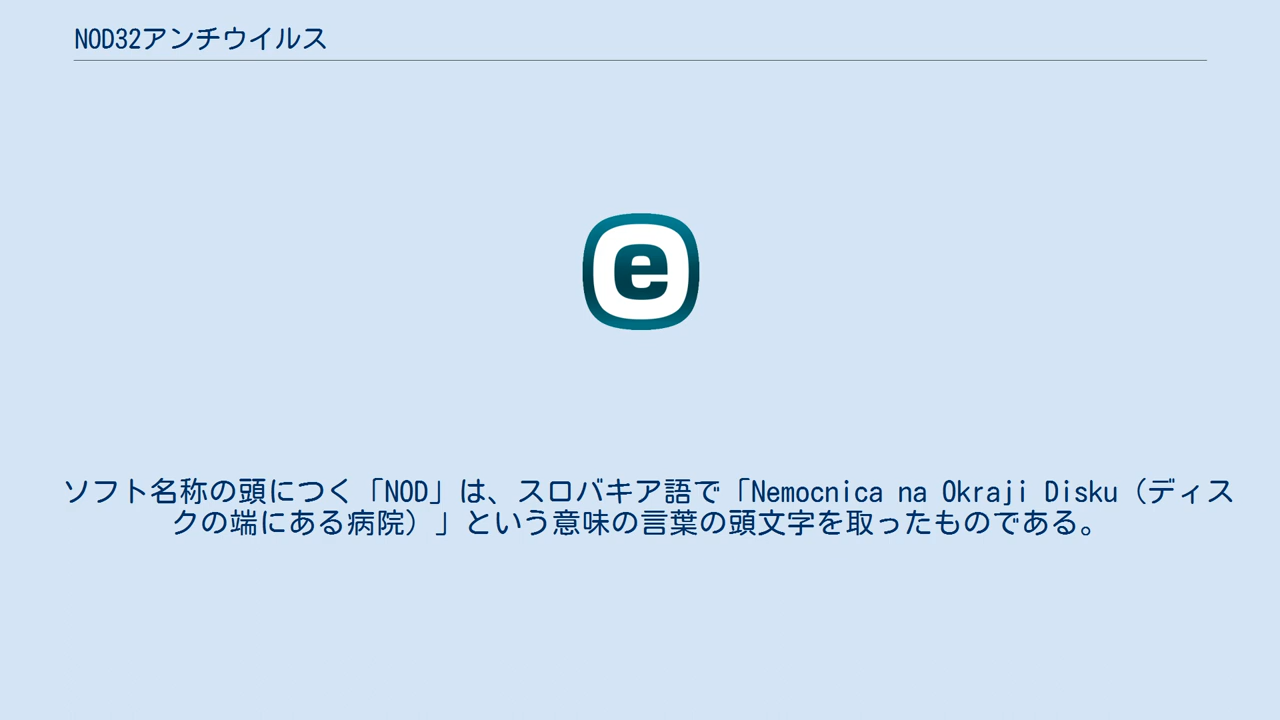 NOD32アンチウイルス
e
ソフト名称の頭につく「NOD」は、スロバキア語で「Nemocnica na Okraji Disku（ディス
クの端にある病院）」という意味の言葉の頭文字を取ったものである。